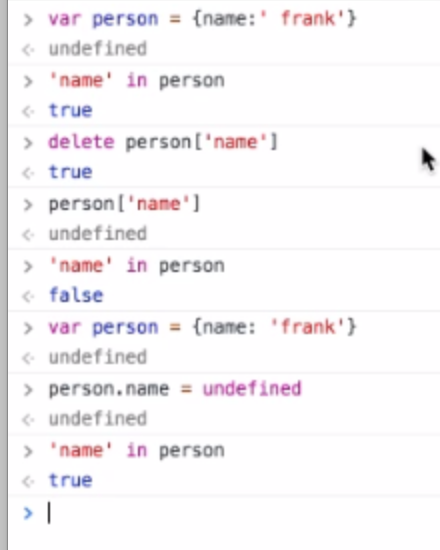 > var person = {name:' frank'}
<· undefined
> 'name' in person
<· true
> delete person['name']
<· true
> person['name']
<· undefined
> 'name' in person
<· false
> var person = {name: 'frank'}
<· undefined
> person.name = undefined
<· undefined
> 'name' in person
<· true
>